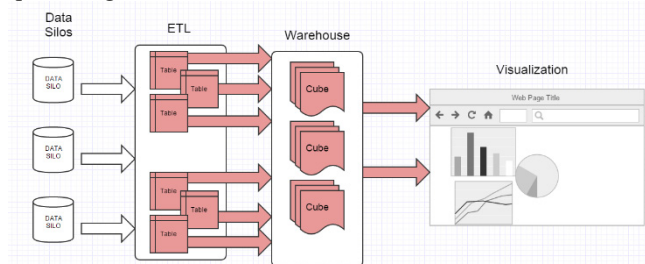 Data
Silos
ETL
Warehouse
Visualization
DATA
SILO
DATA
SILO
DATA
SILO
Table
Table
Table
Table
Table
Table
Cube
Cube
Cube
Web Page Title